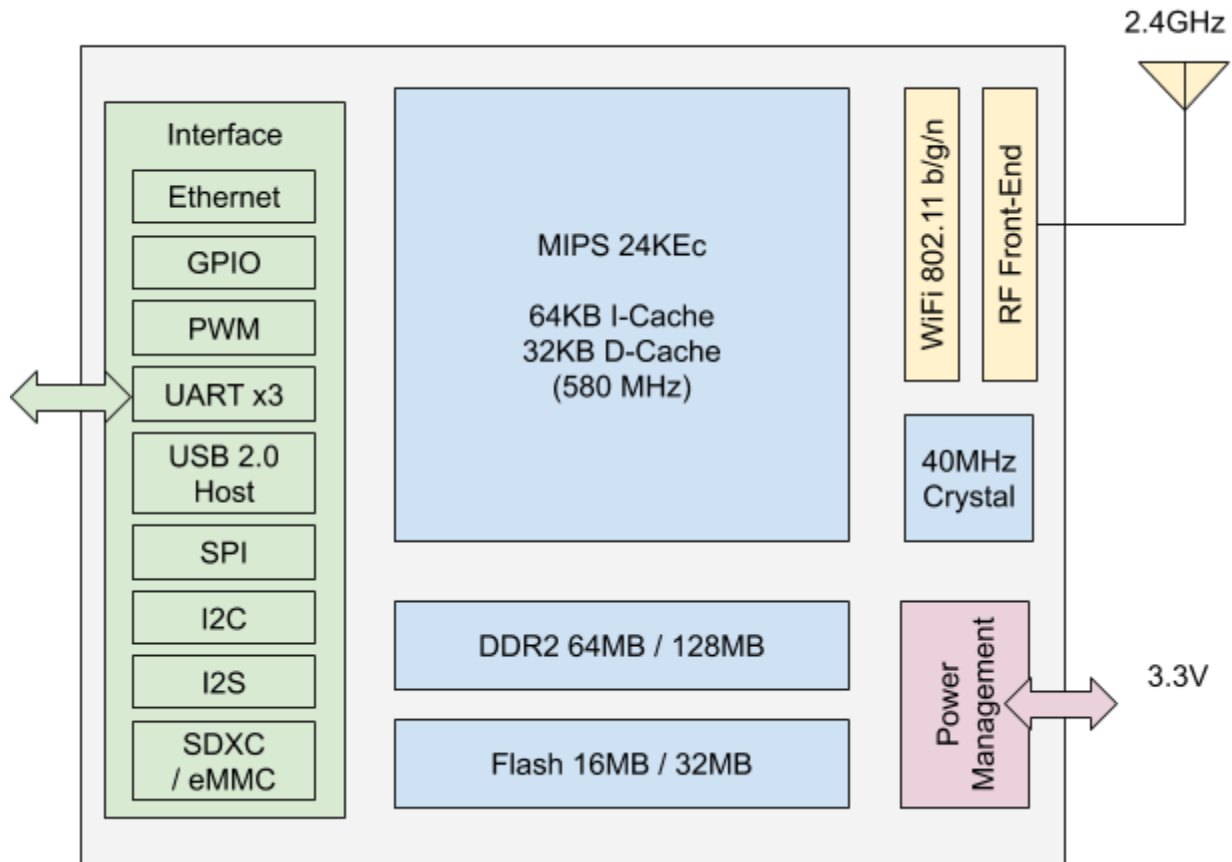 2.4GHz
Interface
Ethernet
GPIO
PWM
UART x3
USB 2.0
Host
SPI
I2C
I2S
SDXC
/ eMMC
MIPS 24KEc
64KB I-Cache
32KB D-Cache
(580 MHz)
DDR2 64MB / 128MB
Flash 16MB / 32MB
WiFi 802.11 b/g/n
RF Front-End
40MHz
Crystal
Power
Management
3.3V